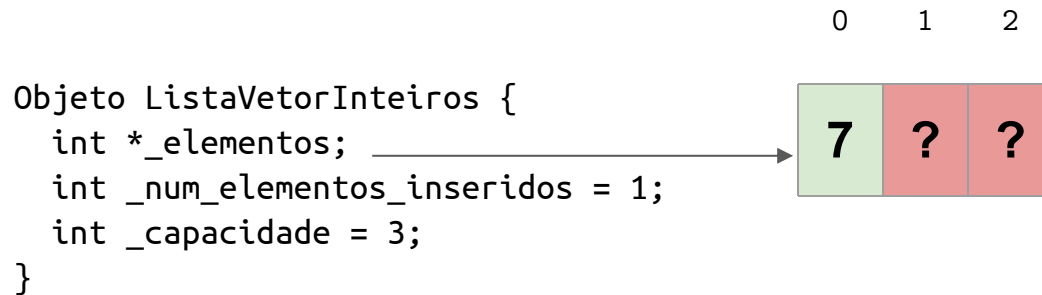 0 1 2
Objeto ListaVetorInteiros {
int *_elementos;
7 ? ?
int _num_elementos_inseridos = 1;
int _capacidade = 3;
}